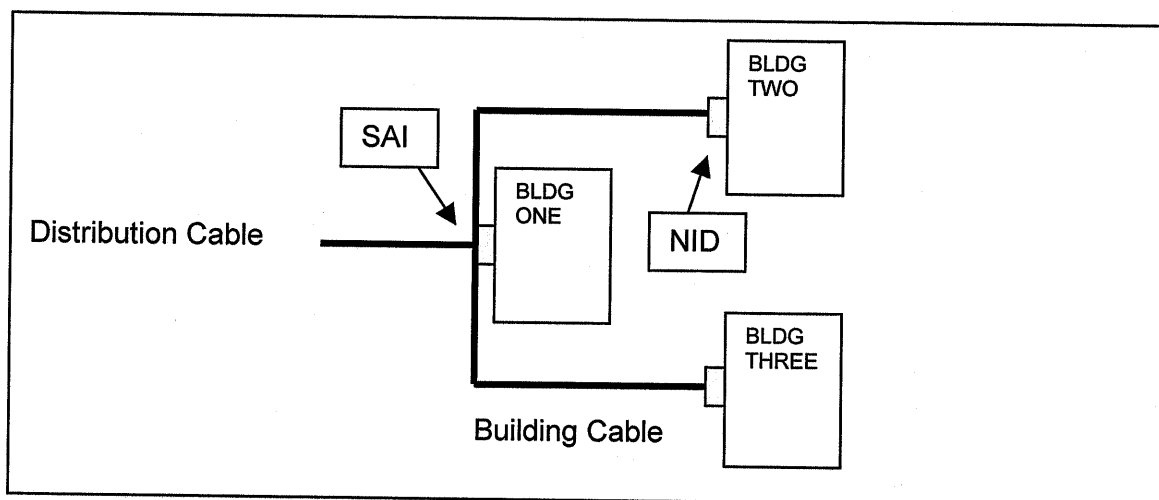 BLDG
TWO
SAI
BLDG
ONE
Distribution Cable
NID
BLDG
THREE
Building Cable